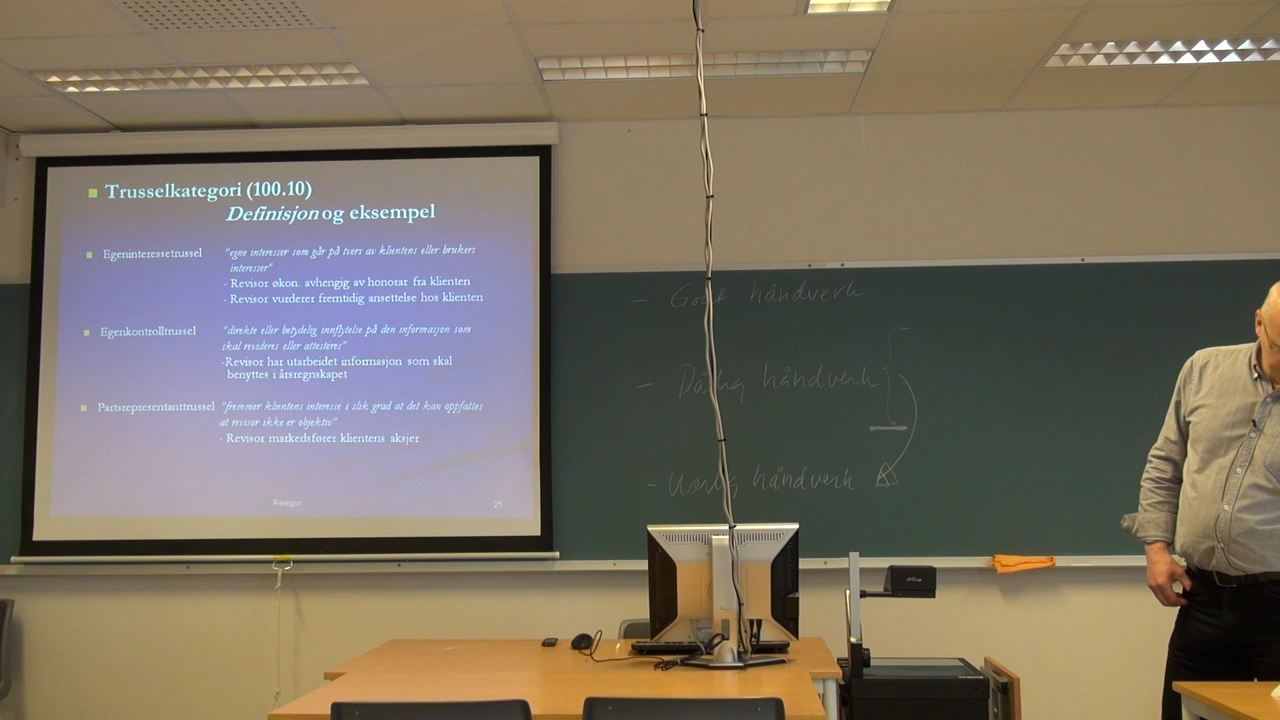 Trusselkategori (100.10)
Definisjon og eksempel
Egeninteressetrussel
"egne interesser som går på tvers av klientens eller brukers
interesser"
- Revisor økon. avhengig av honorar fra klienten
- Revisor vurderer fremtidig ansettelse hos klienten
Egenkontrolltrussel
"direkte eller betydelig innflytelse på den informasjon som
skal revideres eller attesteres"
-Revisor har utarbeidet informasjon som skal
benyttes i årsregnskapet
Partsrepresentanttrussel
"fremmer klientens interesse i slik grad at det kan oppfattes
at revisor ikke er objektiv"
- Revisor markedsfører klientens aksjer
Revisjon
25
- Godt håndverk
- Dårlig håndverk
- Uærlig håndverk